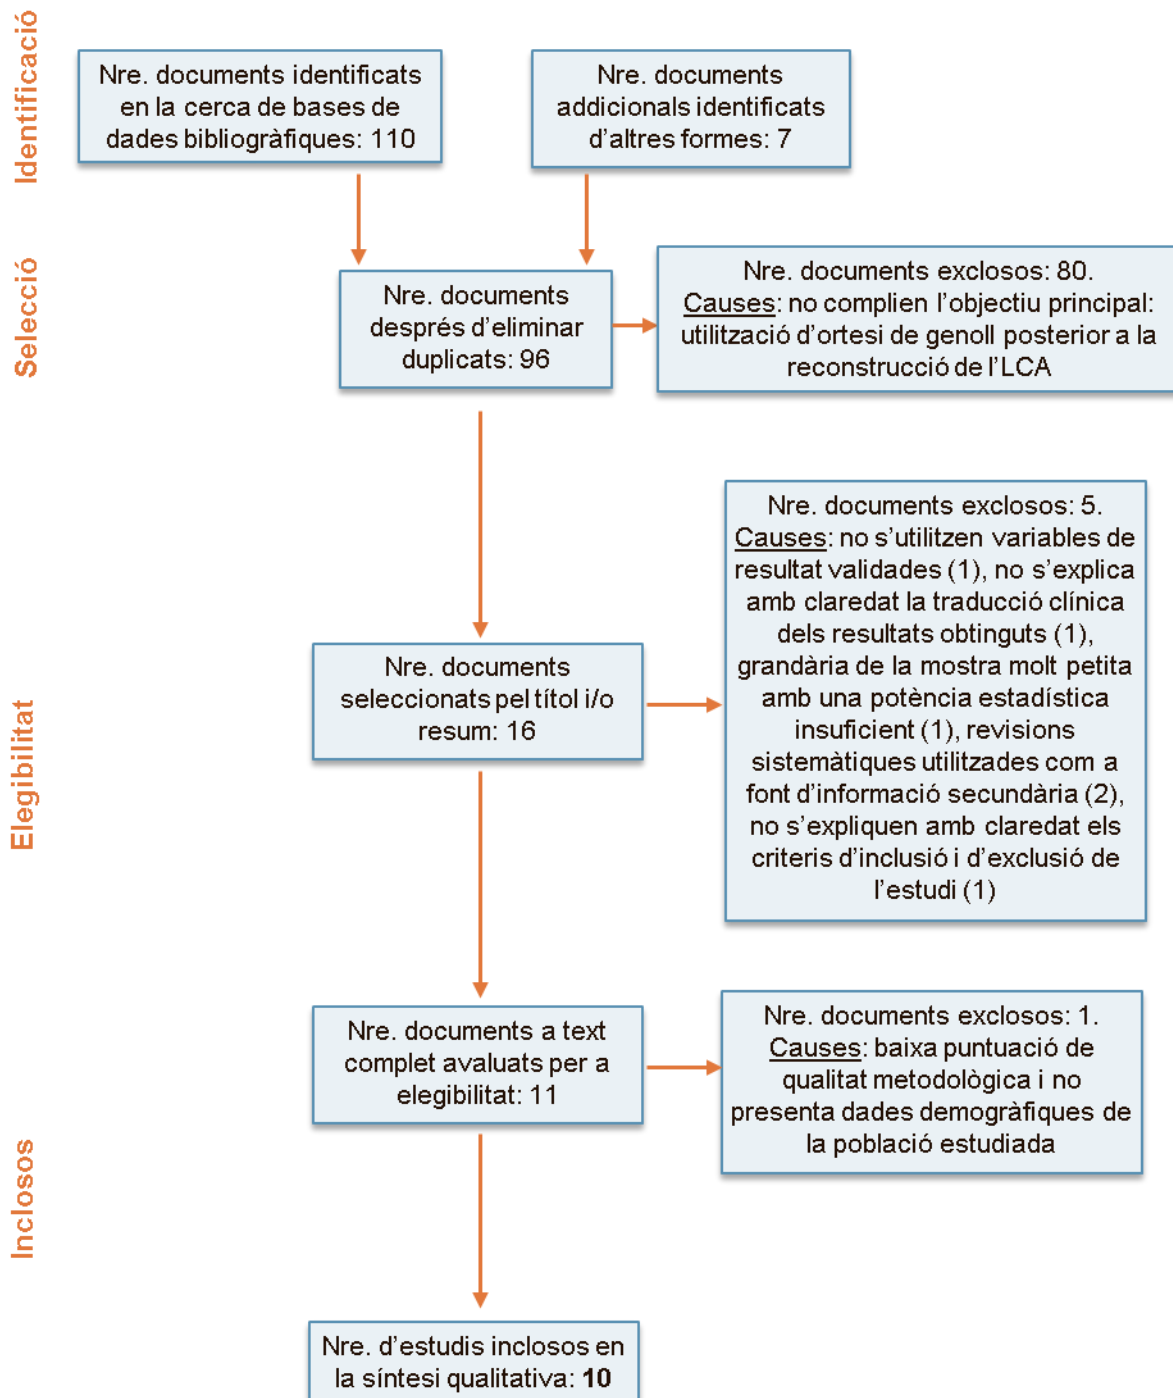 Identificació
Nre. documents identificats
en la cerca de bases de
dades bibliogràfiques: 110
Nre. documents
addicionals identificats
d’altres formes: 7
Selecció
Nre. documents
després d’eliminar
duplicats: 96
Nre. documents exclosos: 80.
Causes: no complien l’objectiu principal:
utilització d’ortesi de genoll posterior a la
reconstrucció de l’LCA
Elegibilitat
Nre. documents
seleccionats pel títol i/o
resum: 16
Nre. documents exclosos: 5.
Causes: no s’utilitzen variables de
resultat validades (1), no s’explica
amb claredat la traducció clínica
dels resultats obtinguts (1),
grandària de la mostra molt petita
amb una potència estadística
insuficient (1), revisions
sistemàtiques utilitzades com a
font d’informació secundària (2),
no s’expliquen amb claredat els
criteris d’inclusió i d’exclusió de
l’estudi (1)
Nre. documents a text
complet avaluats per a
elegibilitat: 11
Nre. documents exclosos: 1.
Causes: baixa puntuació de
qualitat metodològica i no
presenta dades demogràfiques de
la població estudiada
Inclosos
Nre. d’estudis inclosos en
la síntesi qualitativa: 10